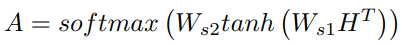 A = softmax (W_{s2}tanh (W_{s1}H^T))